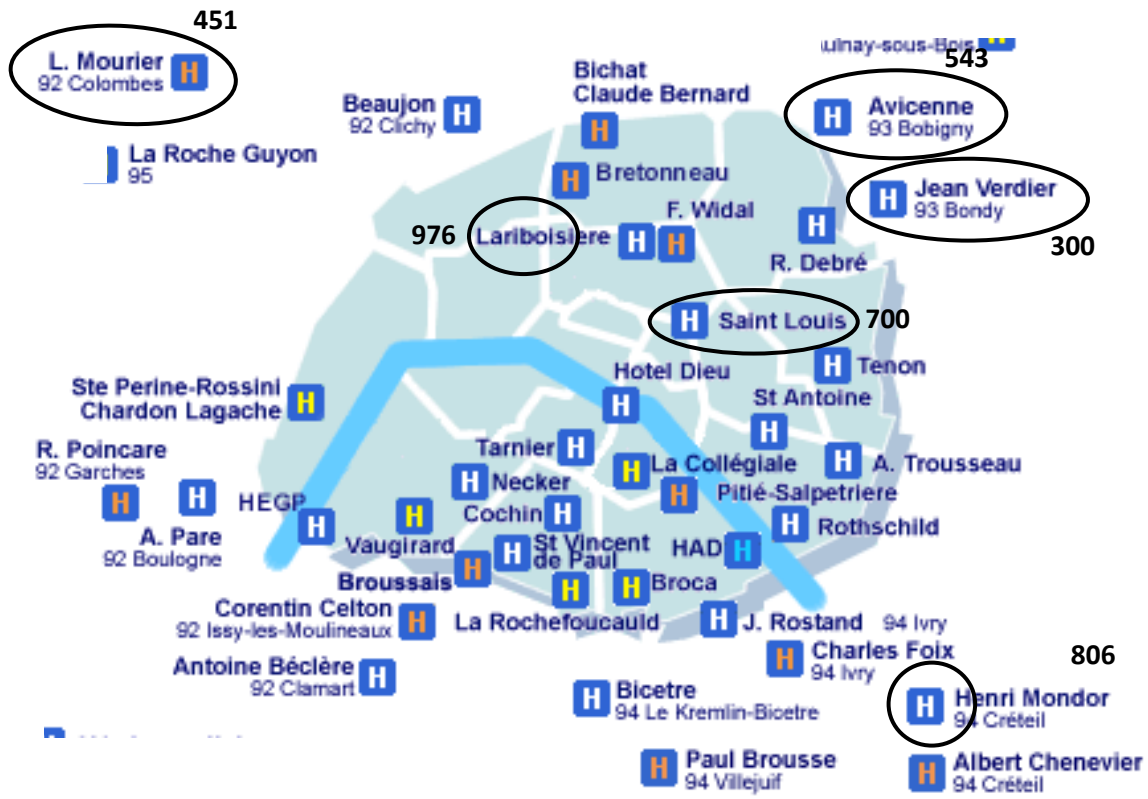 451
L. Mourier
92 Colombes
H
ulnay-sous-Bois
543
Bichat
Claude Bernard
H
Beaujon
92 Clichy
H
H
Avicenne
93 Bobigny
La Roche Guyon
95
H
Bretonneau
H
Jean Verdier
93 Bondy
300
976
Lariboisiere
H
F. Widal
H
H
R. Debré
H
Saint Louis
700
Hotel Dieu
H
H
Tenon
Ste Perine-Rossini
Chardon Lagache
H
St Antoine
H
R. Poincare
92 Garches
H
H
A. Pare
92 Boulogne
HEGP
H
Tarnier
H
H
La Collégiale
H
A. Trousseau
H
Necker
H
Pitié-Salpetriere
Cochin
H
H
Rothschild
H
Vaugirard
H
St Vincent
de Paul
HAD
H
Broussais
H
H
La Rochefoucauld
H
Broca
Corentin Celton
92 Issy-les-Moulineaux
H
H
J. Rostand
94 Ivry
H
Charles Foix
94 Ivry
Antoine Béclère
92 Clamart
H
806
H
Bicetre
94 Le Kremlin-Bicetre
H
Henri Mondor
94 Créteil
H
Paul Brousse
94 Villejuif
H
Albert Chenevier
94 Créteil